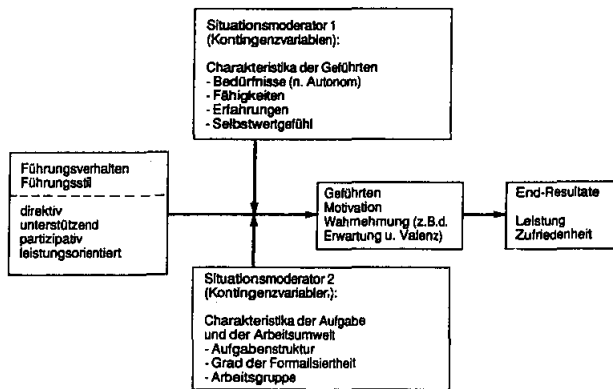 Situationsmoderator 1
(Kontingenzvariablen):
Charakteristika der Geführten
- Bedürfnisse (n. Autonom)
- Fähigkeiten
- Erfahrungen
- Selbstwertgefühl
Führungsverhalten
Führungsstil
direktiv
unterstützend
partizipativ
leistungsorientiert
Geführten
Motivation
Wahrnehmung (z.B.d.
Erwartung u. Valenz)
End-Resultate
Leistung
Zufriedenheit
Situationsmoderator 2
(Kontingenzvariablen):
Charakteristika der Aufgabe
und der Arbeitsumwelt
- Aufgabenstruktur
- Grad der Formalisiertheit
- Arbeitsgruppe